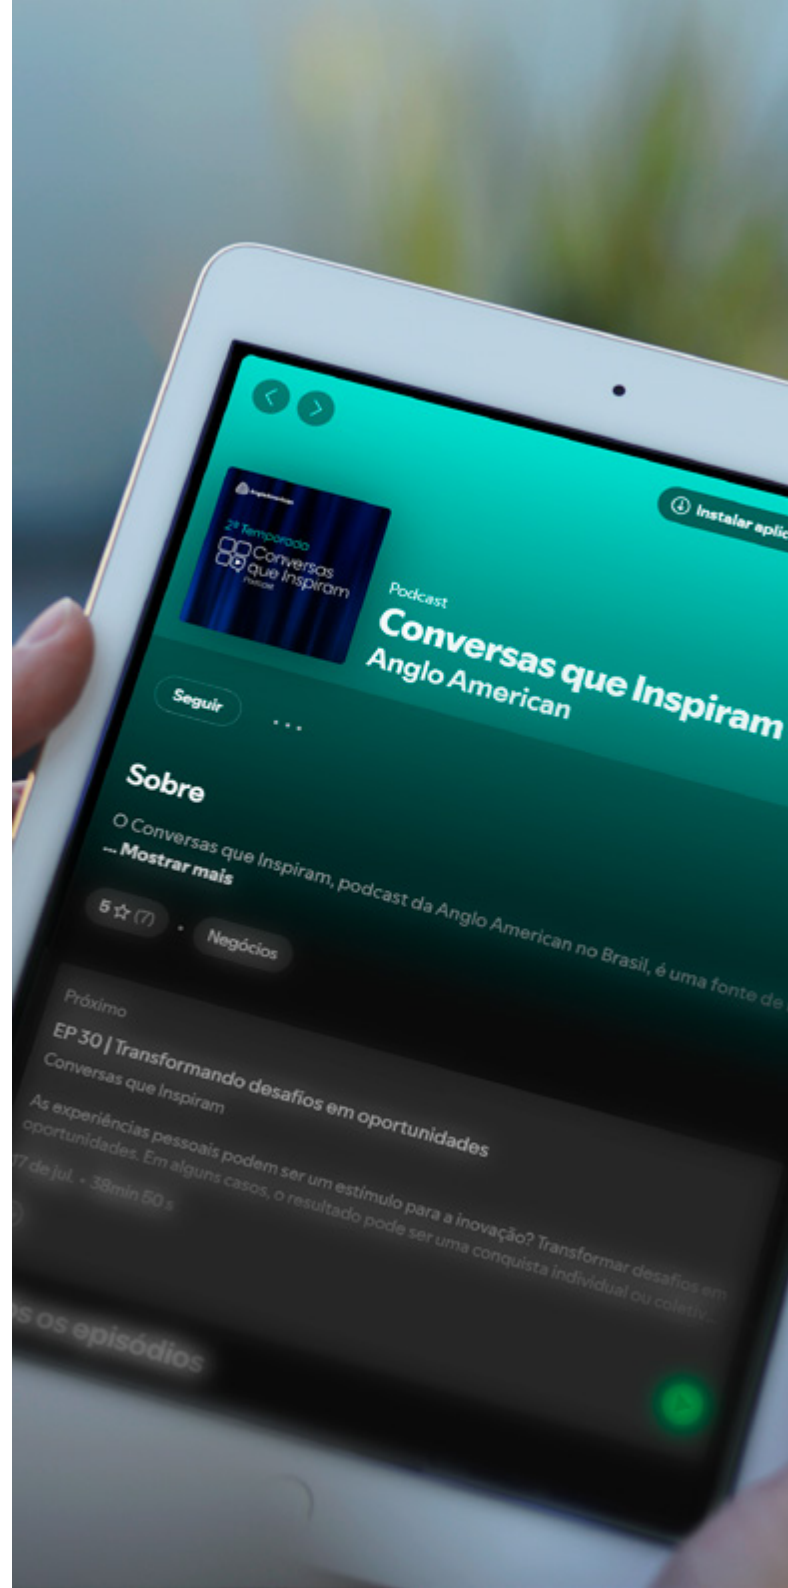 Instalar aplic
AngloAmerican
2ª Temporada
Conversas
que Inspiram
Podcast
Podcast
Conversas que Inspiram
Anglo American
Seguir
Sobre
O Conversas que Inspiram, podcast da Anglo American no Brasil, é uma fonte de
... Mostrar mais
5 ☆ (7) • Negócios
Próximo
EP 30 | Transformando desafios em oportunidades
Conversas que Inspiram
As experiências pessoais podem ser um estímulo para a inovação? Transformar desafios em
oportunidades. Em alguns casos, o resultado pode ser uma conquista individual ou coletiv...
17 de jul. • 38min 50 s
os os episódios